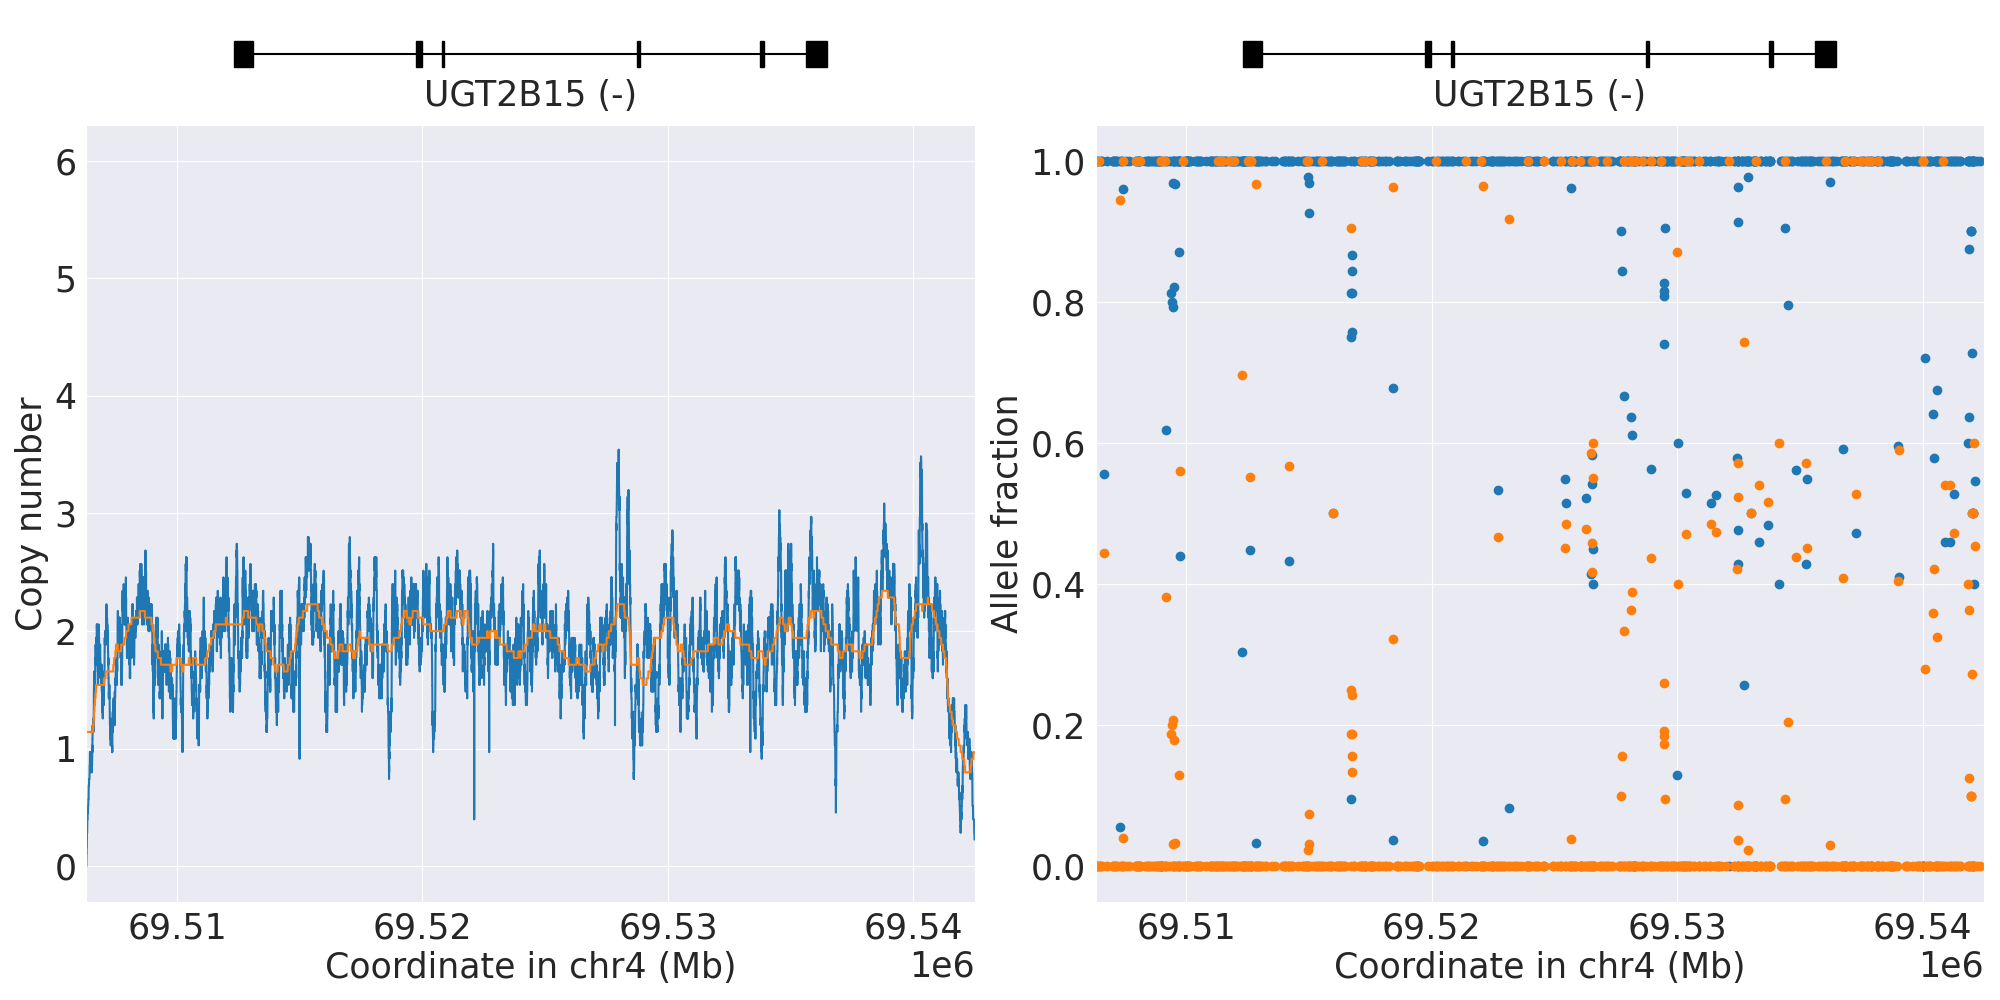 UGT2B15 (-)
6
5
4
3
2
1
0
Copy number
69.51 69.52 69.53 69.54
Coordinate in chr4 (Mb)
1e6
UGT2B15 (-)
1.0
0.8
0.6
0.4
0.2
0.0
Allele fraction
69.51 69.52 69.53 69.54
Coordinate in chr4 (Mb)
1e6